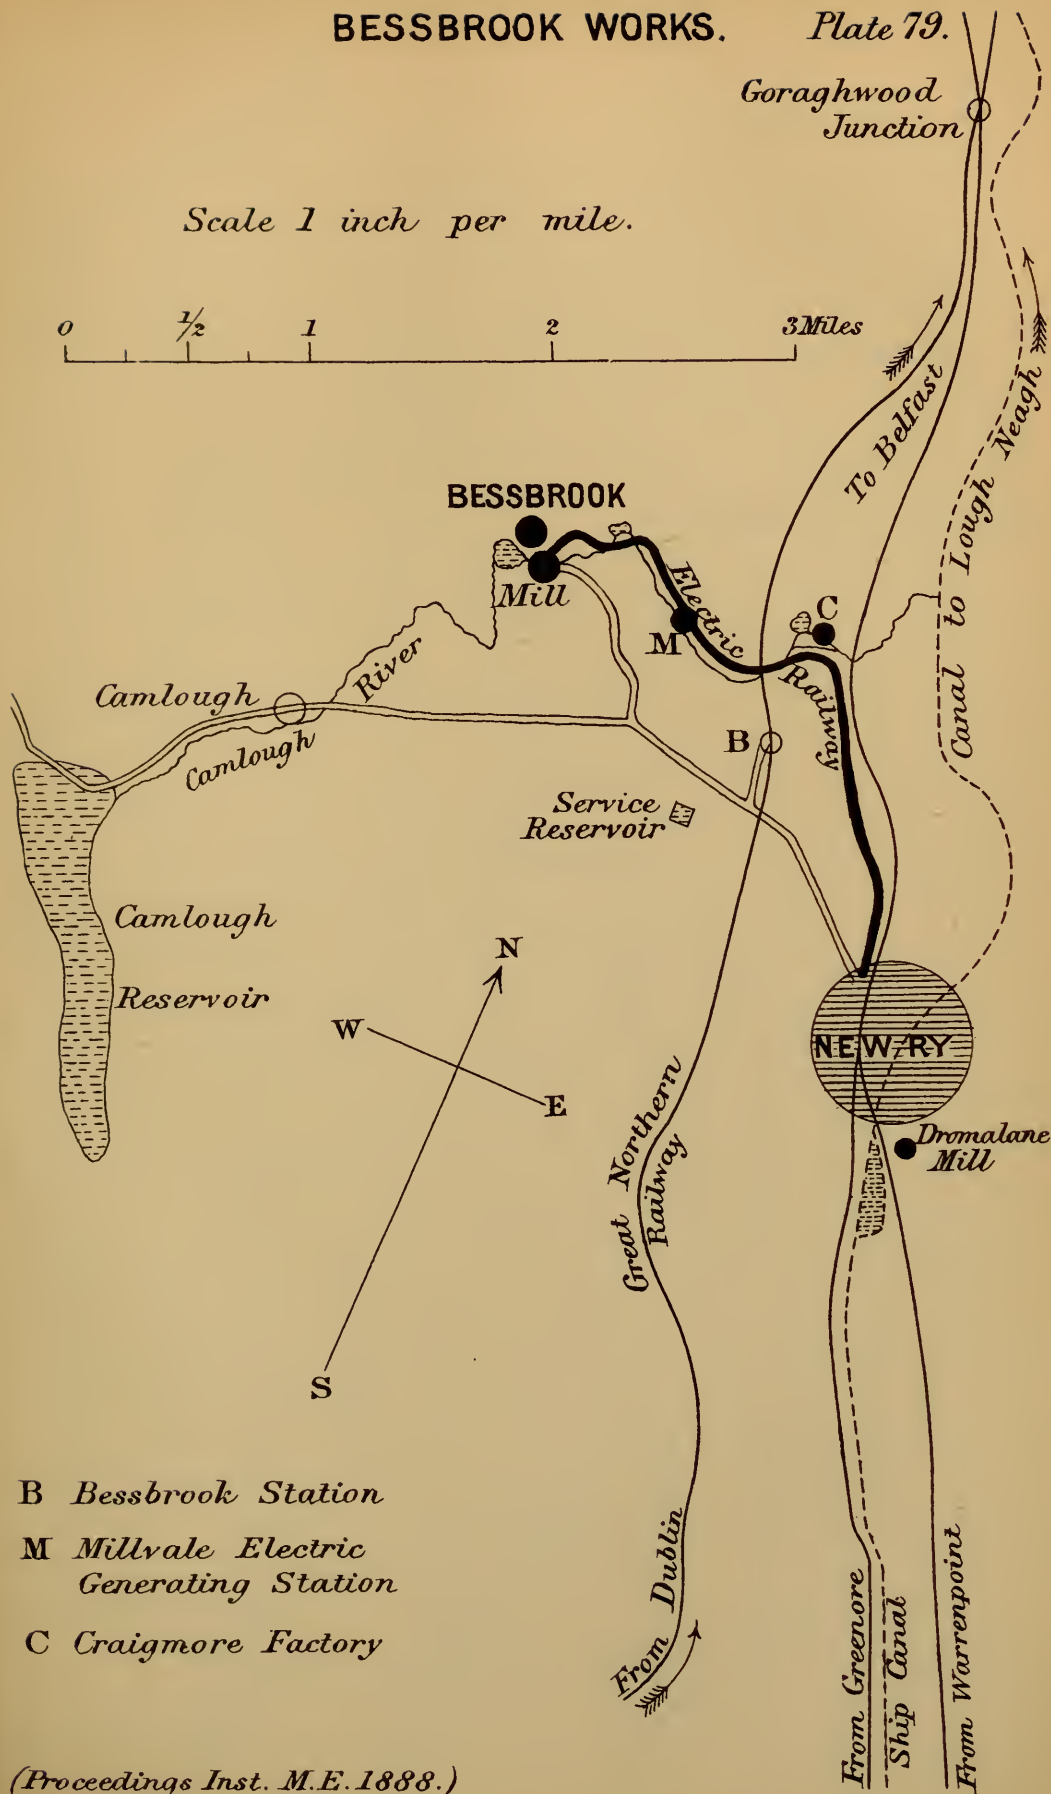 BESSBROOK WORKS.
Plate 79.
Goraghwood
Junction
Scale 1 inch per mile.
0 1/2 1 2 3 Miles
To Belfast
Canal to Lough Neagh
BESSBROOK
Mill
Electric Railway
M
C
B
River
Camlough
Camlough
Service
Reservoir
Camlough
Reservoir
N
W
E
S
NEWRY
Dromalane
Mill
Great Northern
Railway
From Dublin
From Greenore
Ship Canal
From Warrenpoint
B Bessbrook Station
M Millvale Electric
Generating Station
C Craigmore Factory
(Proceedings Inst. M.E. 1888.)